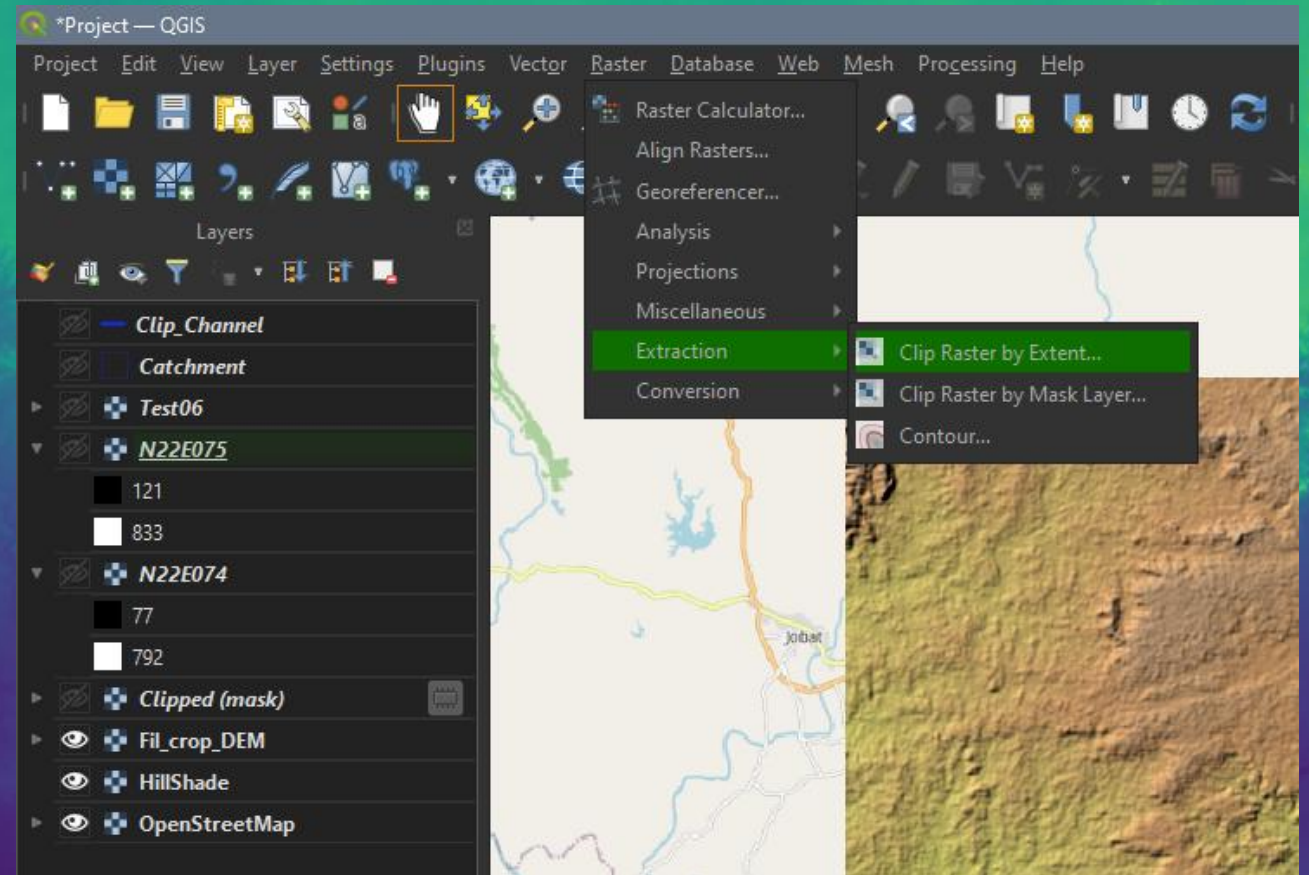 *Project — QGIS
Project Edit View Layer Settings Plugins Vector Raster Database Web Mesh Processing Help
Raster Calculator...
Align Rasters...
Georeferencer...
Analysis
Projections
Miscellaneous
Extraction
Conversion
Clip Raster by Extent...
Clip Raster by Mask Layer...
Contour...
Layers
Clip_Channel
Catchment
Test06
N22E075
121
833
N22E074
77
792
Clipped (mask)
Fil_crop_DEM
HillShade
OpenStreetMap
Jobat